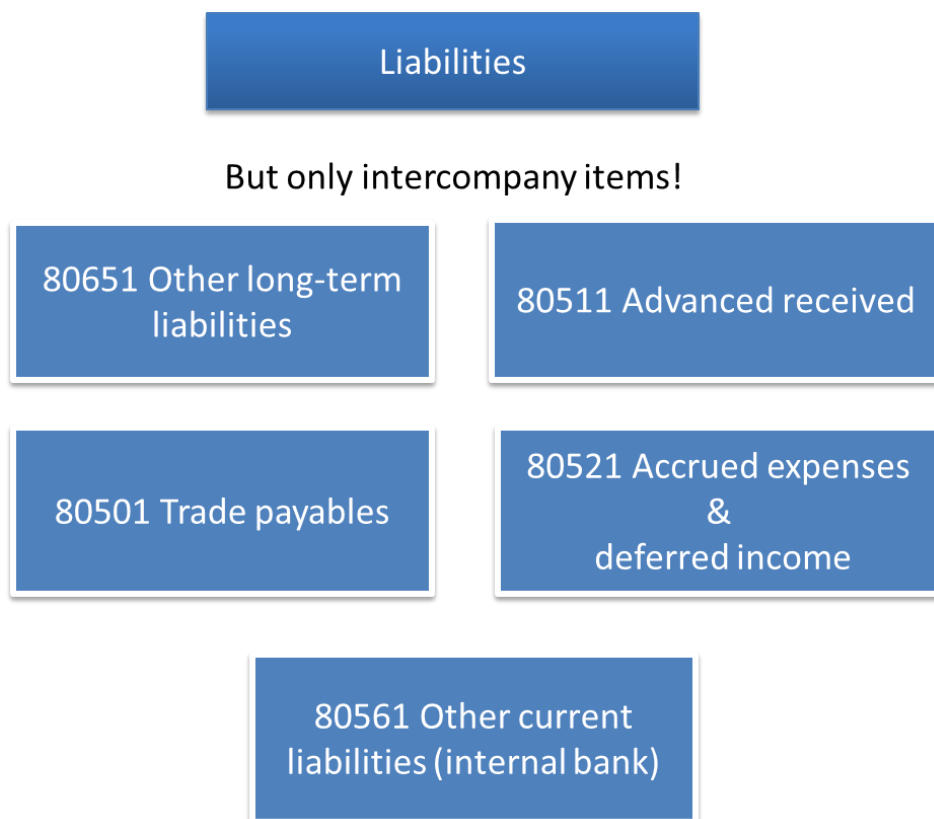 Liabilities
But only intercompany items!
80651 Other long-term
liabilities
80511 Advanced received
80501 Trade payables
80521 Accrued expenses
&
deferred income
80561 Other current
liabilities (internal bank)